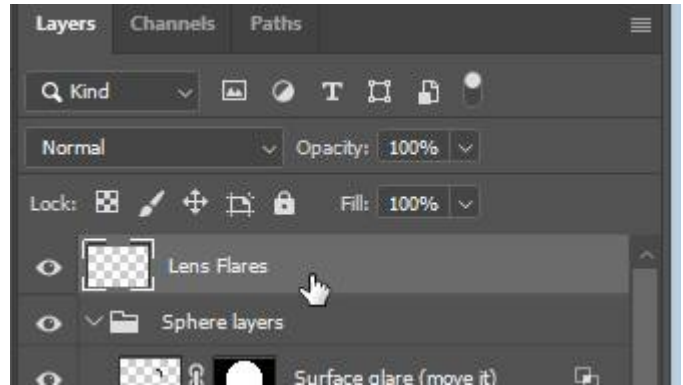 Layers Channels Paths
Kind
Normal Opacity: 100%
Lock: Fill: 100%
Lens Flares
Sphere layers
Surface glare (move it)